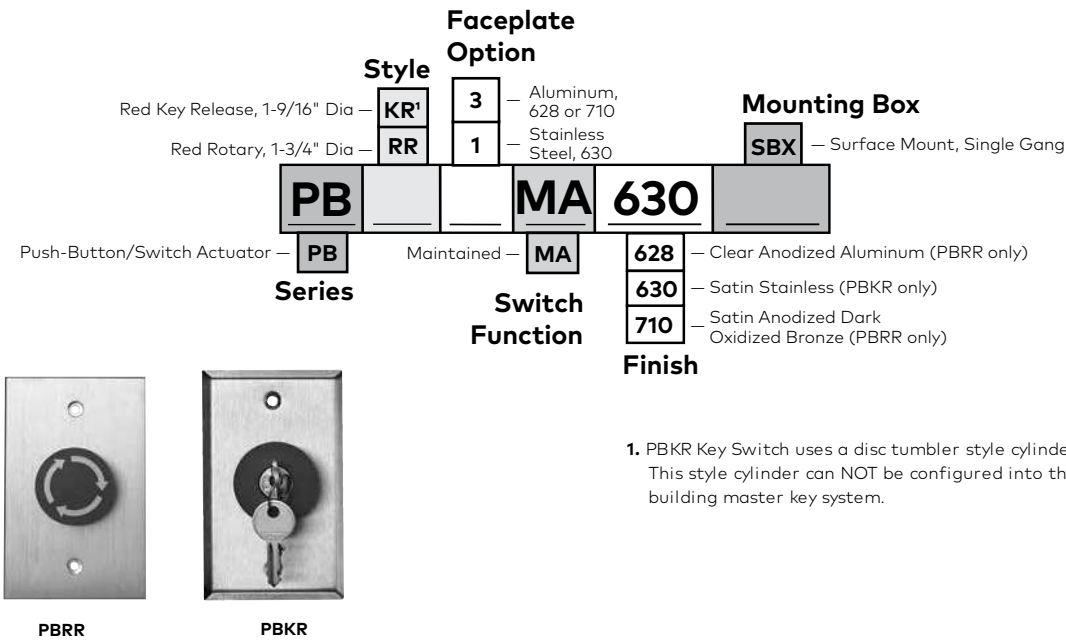 Faceplate
Option
Style
Red Key Release, 1-9/16" Dia — KR¹
3 — Aluminum,
628 or 710
Mounting Box
Red Rotary, 1-3/4" Dia — RR
1 — Stainless
Steel, 630
SBX — Surface Mount, Single Gang
PB MA 630
Push-Button/Switch Actuator — PB
Series
Maintained — MA
Switch
Function
628 — Clear Anodized Aluminum (PBRR only)
630 — Satin Stainless (PBKR only)
710 — Satin Anodized Dark
Oxidized Bronze (PBRR only)
Finish
1. PBKR Key Switch uses a disc tumbler style
This style cylinder can NOT be configured into
building master key system.
PBRR
PBKR